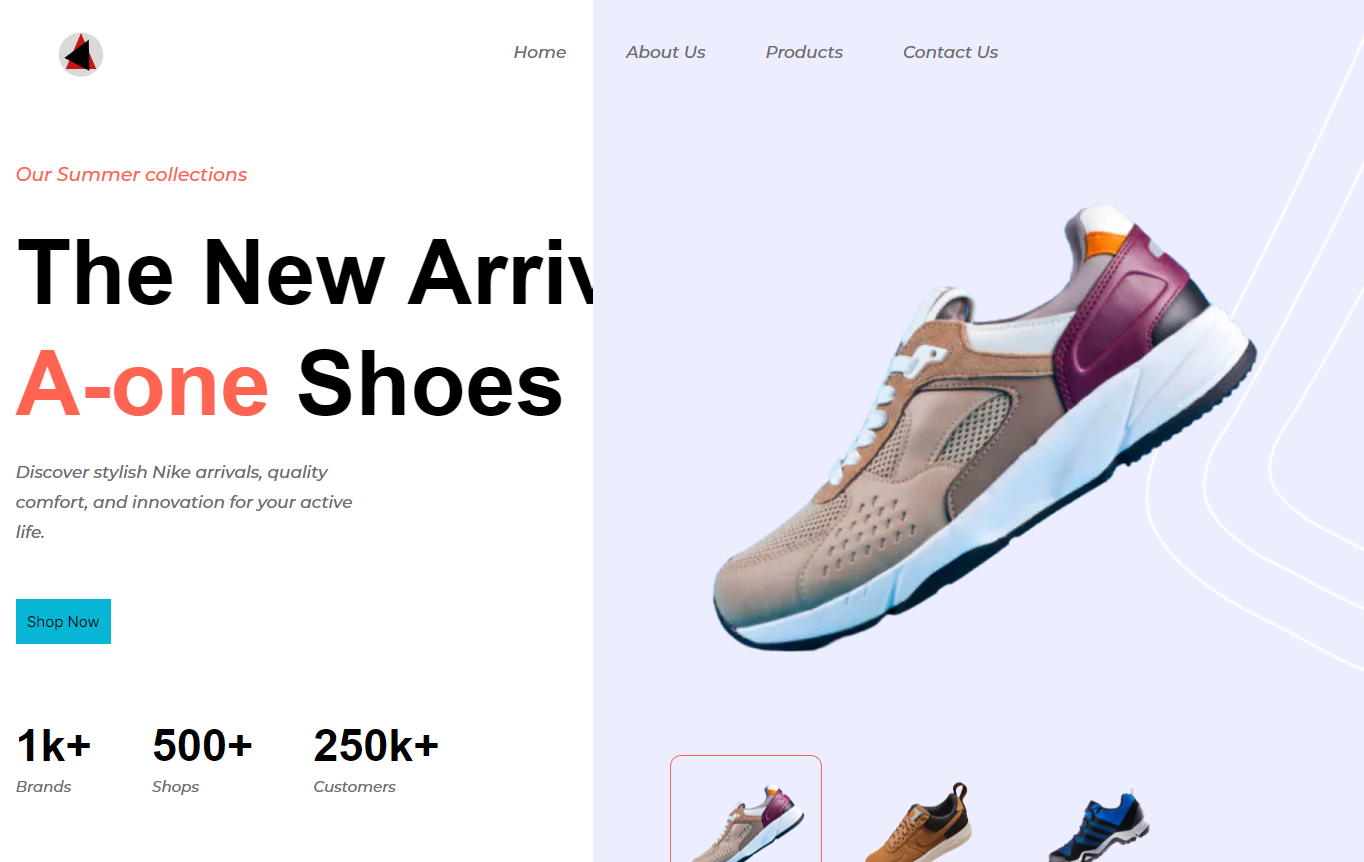 Home About Us Products Contact Us
Our Summer collections
The New Arriv
A-one Shoes
Discover stylish Nike arrivals, quality
comfort, and innovation for your active
life.
Shop Now
1k+ 500+ 250k+
Brands Shops Customers